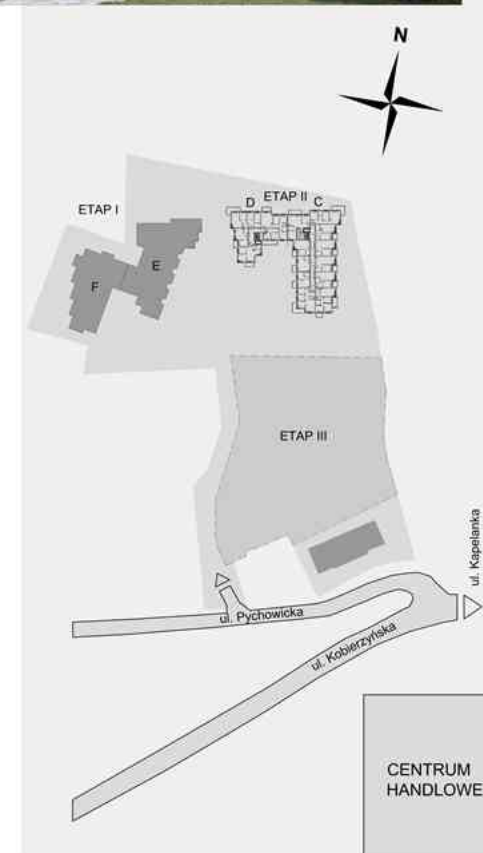 N
ETAP II
D
C
ETAP I
E
F
ETAP III
ul. Kapelanka
ul. Pychowicka
ul. Kobierzyńska
CENTRUM
HANDLOWE